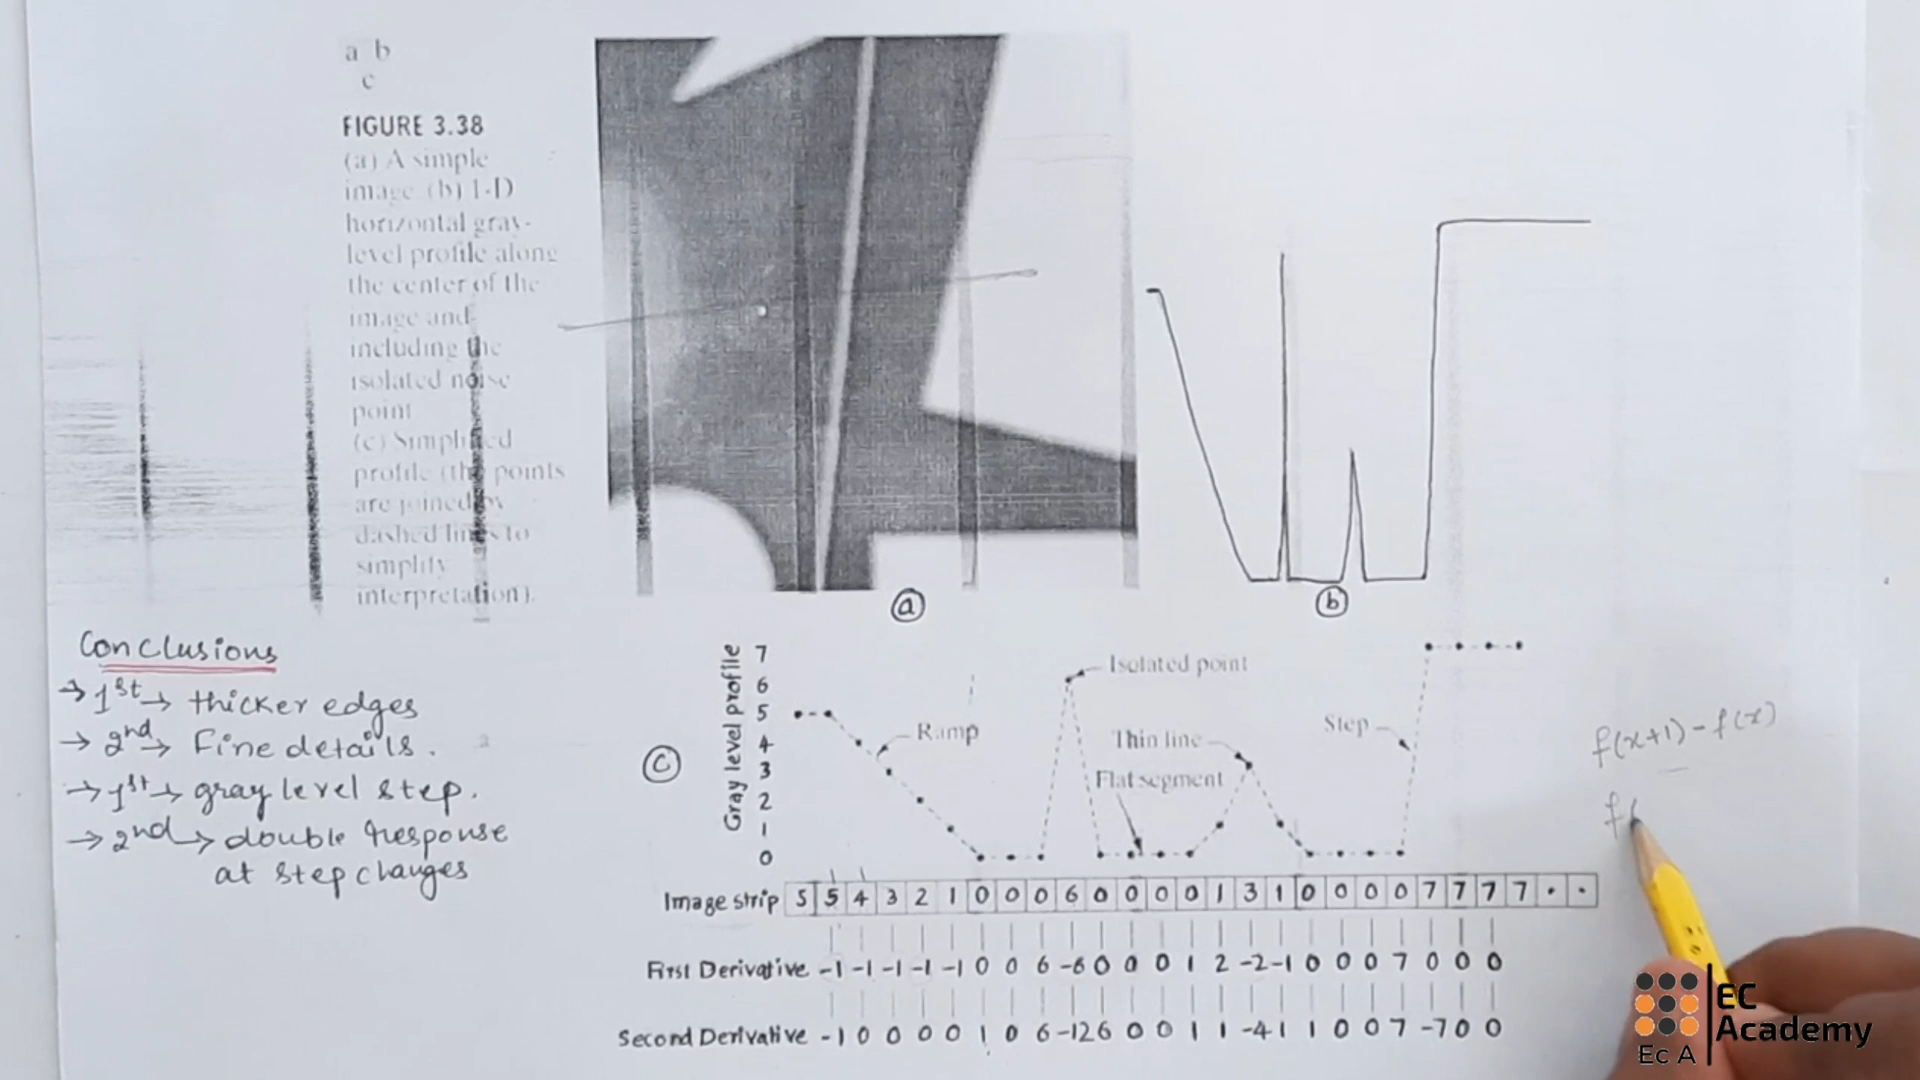 a b
c
FIGURE 3.38
(a) A simple
image (b) 1-D
horizontal gray-
level profile along
the center of the
image and
including the
isolated noise
point
(c) Simplified
profile (the points
are joined by
dashed lines to
simplify
interpretation).
a
b
Conclusions
→ 1st → thicker edges
→ 2nd → Fine details.
→ 1st → gray level step.
→ 2nd → double response
at step changes
c
Gray level profile
7
6
5
4
3
2
1
0
Ramp
Isolated point
Thin line
Flat segment
Step
f(x+1) - f(x)
f(
Image strip 5 5 4 3 2 1 0 0 0 6 0 0 0 0 1 3 1 0 0 0 0 7 7 7 7 • •
First Derivative -1 -1 -1 -1 -1 0 0 6 -6 0 0 0 1 2 -2 -1 0 0 0 7 0 0 0
Second Derivative -1 0 0 0 0 1 0 6 -12 6 0 0 1 1 -4 1 1 0 0 7 -7 0 0
EC
Academy
Ec A